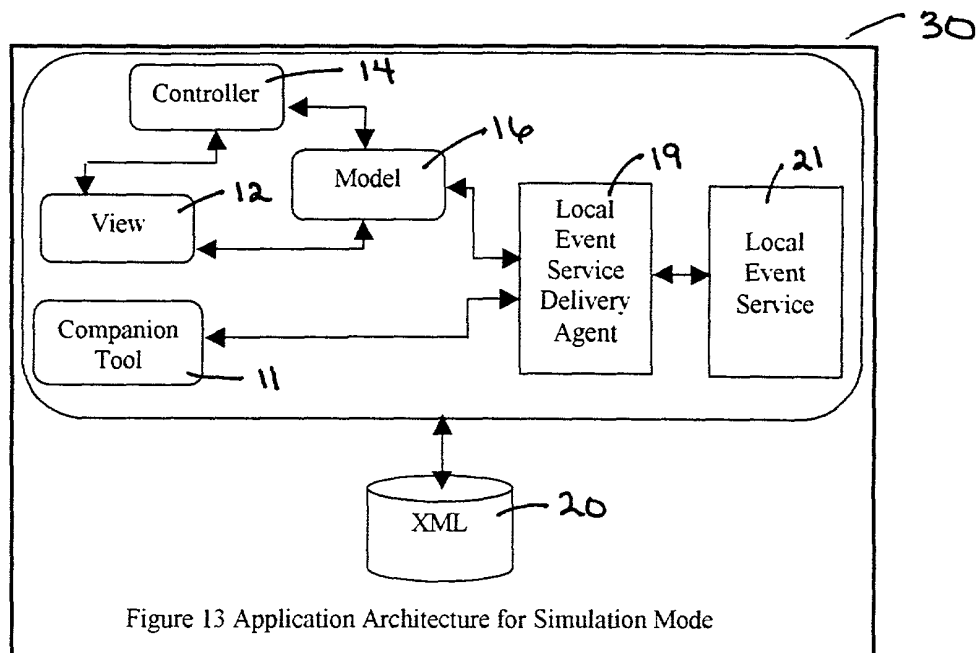 30
14
Controller
16
Model
19
21
12
View
Local
Event
Service
Delivery
Agent
Local
Event
Service
Companion
Tool
11
XML
20
Figure 13 Application Architecture for Simulation Mode